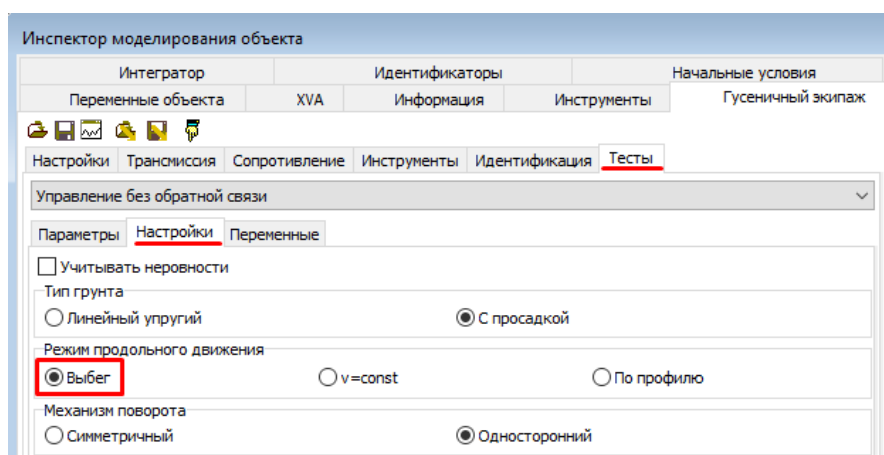 Инспектор моделирования объекта
Интегратор Идентификаторы Начальные условия
Переменные объекта XVA Информация Инструменты Гусеничный экипаж
Настройки Трансмиссия Сопротивление Инструменты Идентификация Тесты
Управление без обратной связи
Параметры Настройки Переменные
Учитывать неровности
Тип грунта
Линейный упругий С просадкой
Режим продольного движения
Выбег v=const По профилю
Механизм поворота
Симметричный Односторонний